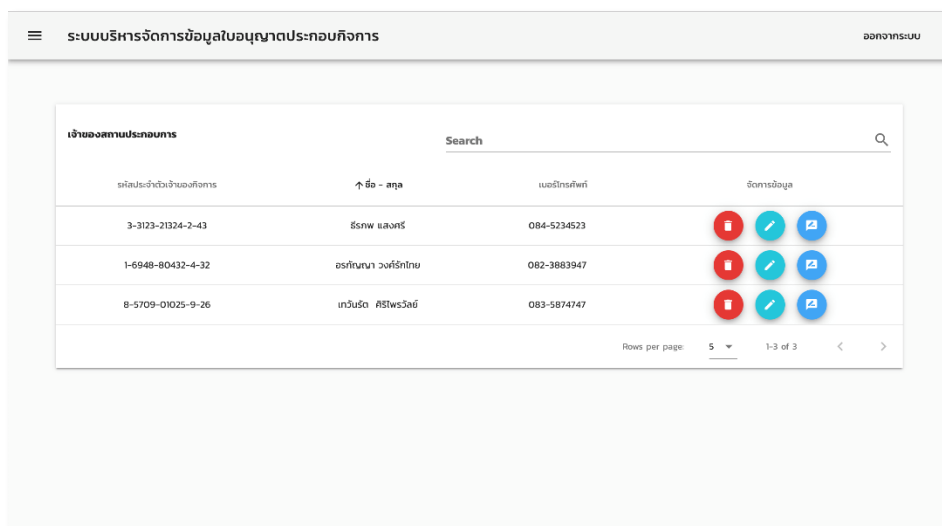 ระบบบริหารจัดการข้อมูลใบอนุญาตประกอบกิจการ ออกจากระบบ
เจ้าของสถานประกอบการ Search
รหัสประจำตัวเจ้าของกิจการ ชื่อ - สกุล เบอร์โทรศัพท์ จัดการข้อมูล
3-3123-21324-2-43 ธีรภพ แสงศรี 084-5234523
1-6948-80432-4-32 อรกัญญา วงค์รักไทย 082-3883947
8-5709-01025-9-26 เทวันรัต ศิริไพรวัลย์ 083-5874747
Rows per page: 5 1-3 of 3